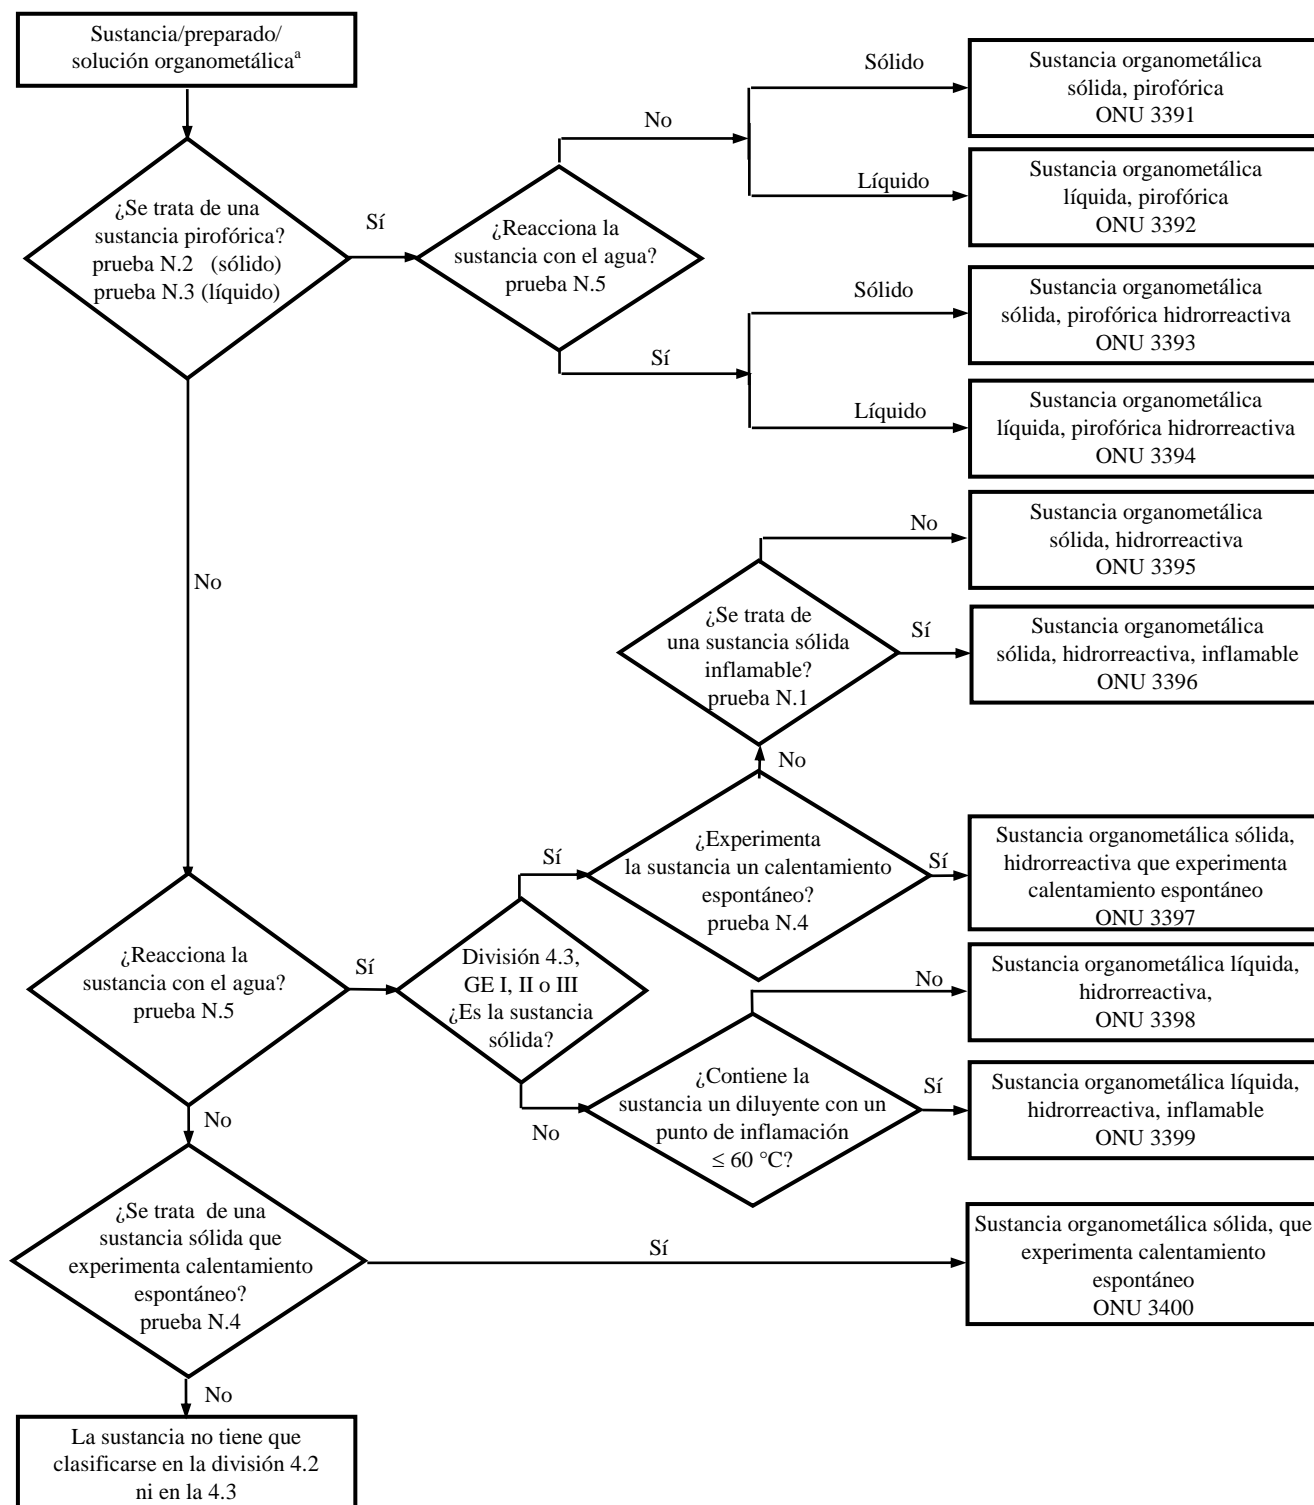 Sustancia/preparado/
solución organometálicaᵃ
¿Se trata de una
sustancia pirofórica?
prueba N.2 (sólido)
prueba N.3 (líquido)
Sí
¿Reacciona la
sustancia con el agua?
prueba N.5
No
Sólido
Sustancia organometálica
sólida, pirofórica
ONU 3391
Líquido
Sustancia organometálica
líquida, pirofórica
ONU 3392
Sí
Sólido
Sustancia organometálica
sólida, pirofórica hidrorreactiva
ONU 3393
Líquido
Sustancia organometálica
líquida, pirofórica hidrorreactiva
ONU 3394
No
No
Sustancia organometálica
sólida, hidrorreactiva
ONU 3395
¿Se trata de
una sustancia sólida
inflamable?
prueba N.1
Sí
Sustancia organometálica
sólida, hidrorreactiva, inflamable
ONU 3396
No
¿Experimenta
la sustancia un calentamiento
espontáneo?
prueba N.4
Sí
Sustancia organometálica sólida,
hidrorreactiva que experimenta
calentamiento espontáneo
ONU 3397
¿Reacciona la
sustancia con el agua?
prueba N.5
Sí
División 4.3,
GE I, II o III
¿Es la sustancia
sólida?
Sí
No
No
Sustancia organometálica líquida,
hidrorreactiva,
ONU 3398
¿Contiene la
sustancia un diluyente con un
punto de inflamación
≤ 60 °C?
Sí
Sustancia organometálica líquida,
hidrorreactiva, inflamable
ONU 3399
No
¿Se trata de una
sustancia sólida que
experimenta calentamiento
espontáneo?
prueba N.4
Sí
Sustancia organometálica sólida, que
experimenta calentamiento
espontáneo
ONU 3400
No
La sustancia no tiene que
clasificarse en la división 4.2
ni en la 4.3